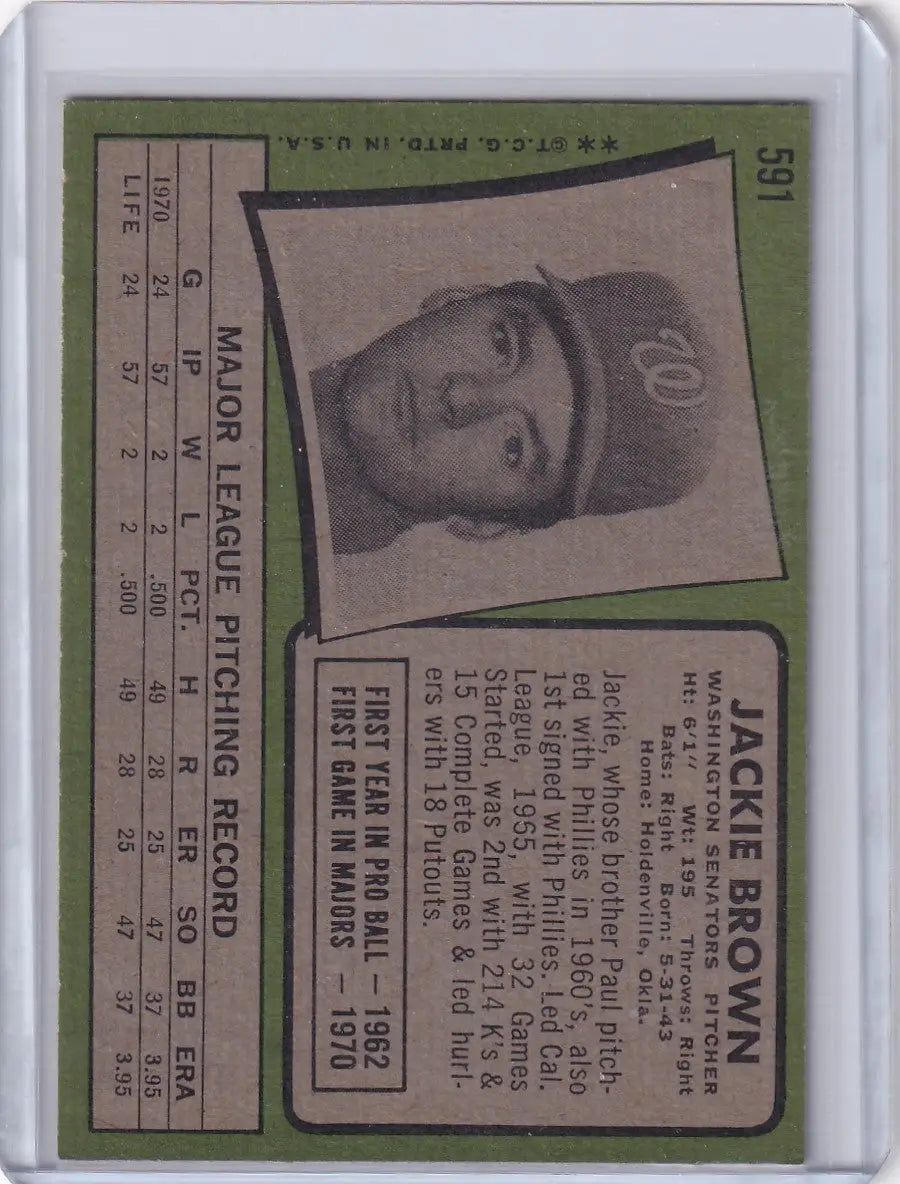 591
** ©T.C.G. PRTD. IN U.S.A.
W
JACKIE BROWN
WASHINGTON SENATORS PITCHER
Ht: 6'1" Wt: 195 Throws: Right
Bats: Right Born: 5-31-43
Home: Holdenville, Okla.
Jackie, whose brother Paul pitch-
ed with Phillies in 1960's, also
1st signed with Phillies. Led Cal.
League, 1965, with 32 Games
Started, was 2nd with 214 K's &
15 Complete Games & led hurl-
ers with 18 Putouts.
FIRST YEAR IN PRO BALL — 1962
FIRST GAME IN MAJORS — 1970
MAJOR LEAGUE PITCHING RECORD
G IP W L PCT. H R ER SO BB ERA
1970 24 57 2 2 .500 49 28 25 47 37 3.95
LIFE 24 57 2 2 .500 49 28 25 47 37 3.95